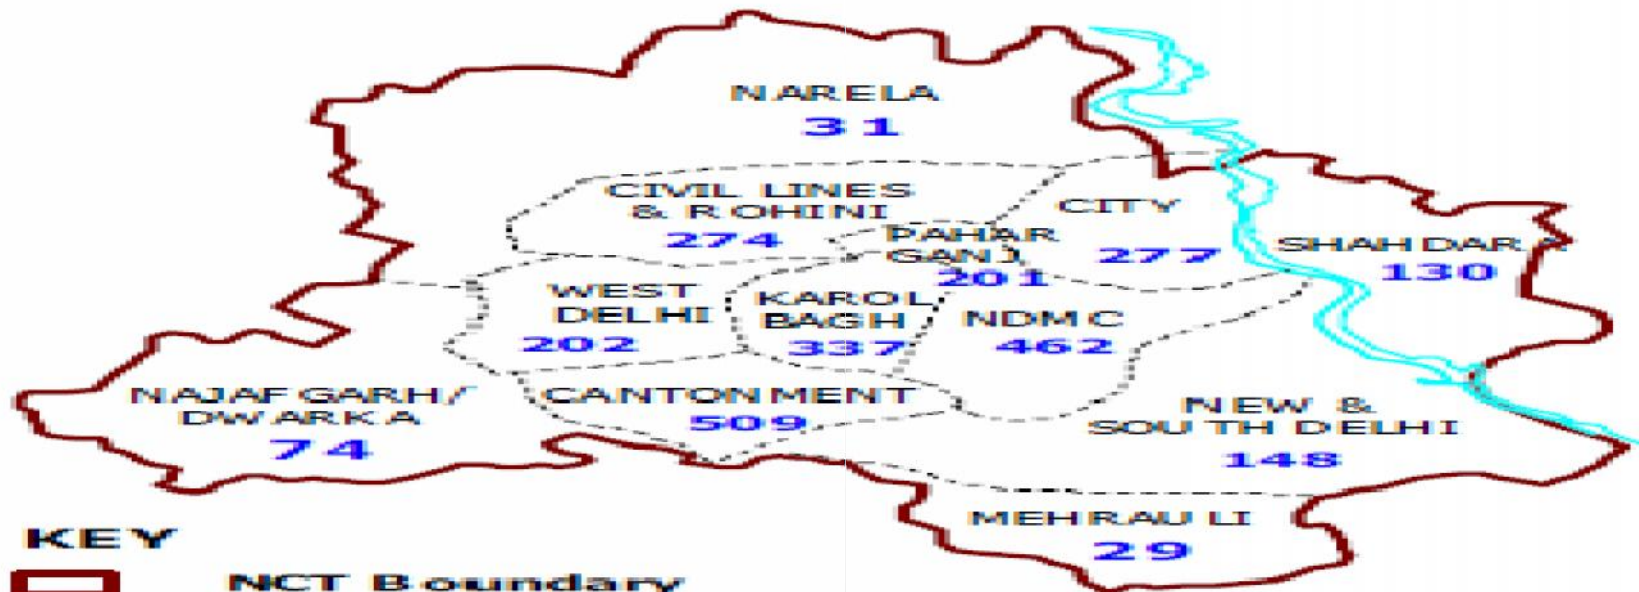 NARELA
31
CIVIL LINES
& ROHINI
274
CITY
277
PAHAR
GANJ
201
SHAHDARA
130
WEST
DELHI
202
KAROL
BAGH
337
NDMC
462
NAJAFGARH/
DWARKA
74
CANTONMENT
509
NEW &
SOUTH DELHI
148
MEHRAULI
29
KEY
NCT Boundary